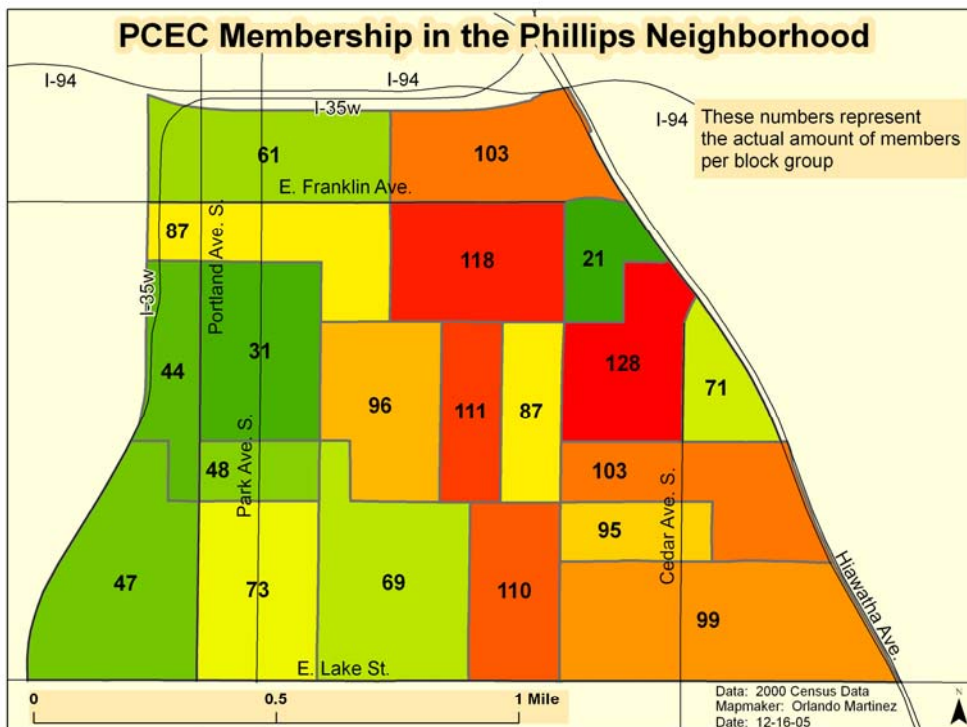 PCEC Membership in the Phillips Neighborhood
I-94
I-94
I-35w
I-94
These numbers represent
the actual amount of members
per block group
61
103
E. Franklin Ave.
87
Portland Ave. S.
118
21
I-35w
44
31
96
111
87
128
71
48
Park Ave. S.
103
Cedar Ave. S.
95
47
73
69
110
99
Hiawatha Ave.
E. Lake St.
0
0.5
1 Mile
Data: 2000 Census Data
Mapmaker: Orlando Martinez
Date: 12-16-05
N